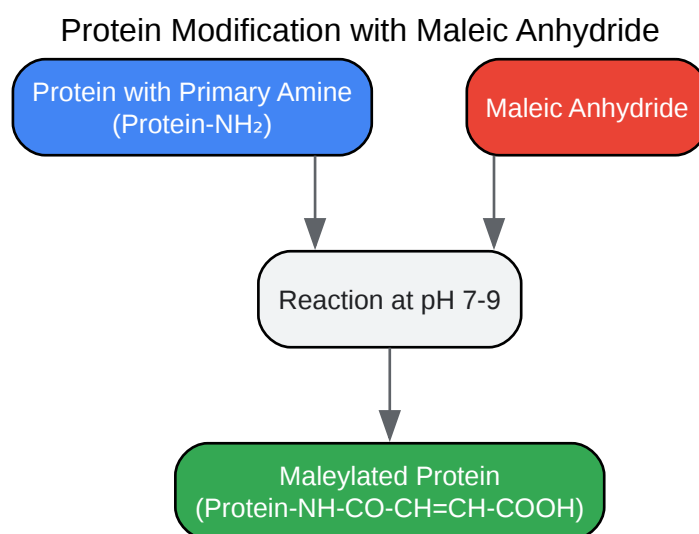 Protein Modification with Maleic Anhydride
Protein with Primary Amine
(Protein-NH₂)
Maleic Anhydride
Reaction at pH 7-9
Maleylated Protein
(Protein-NH-CO-CH=CH-COOH)